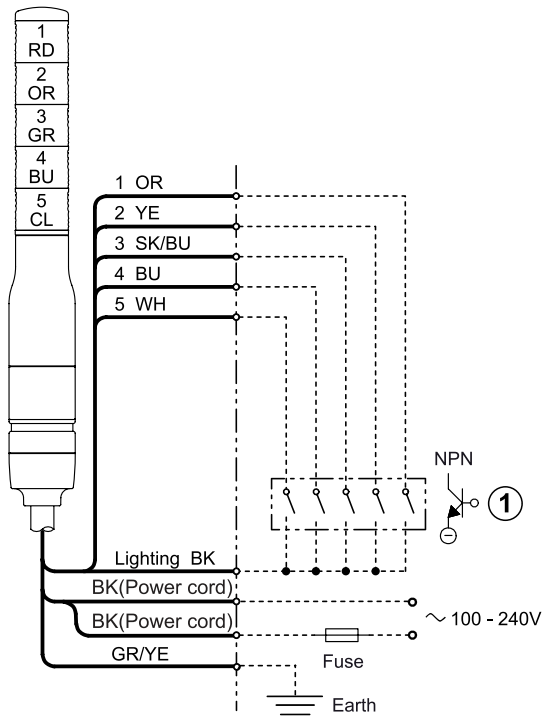 1
RD
2
OR
3
GR
4
BU
5
CL
1 OR
2 YE
3 SK/BU
4 BU
5 WH
NPN
1
Lighting BK
BK(Power cord)
BK(Power cord)
~ 100 - 240V
Fuse
GR/YE
Earth